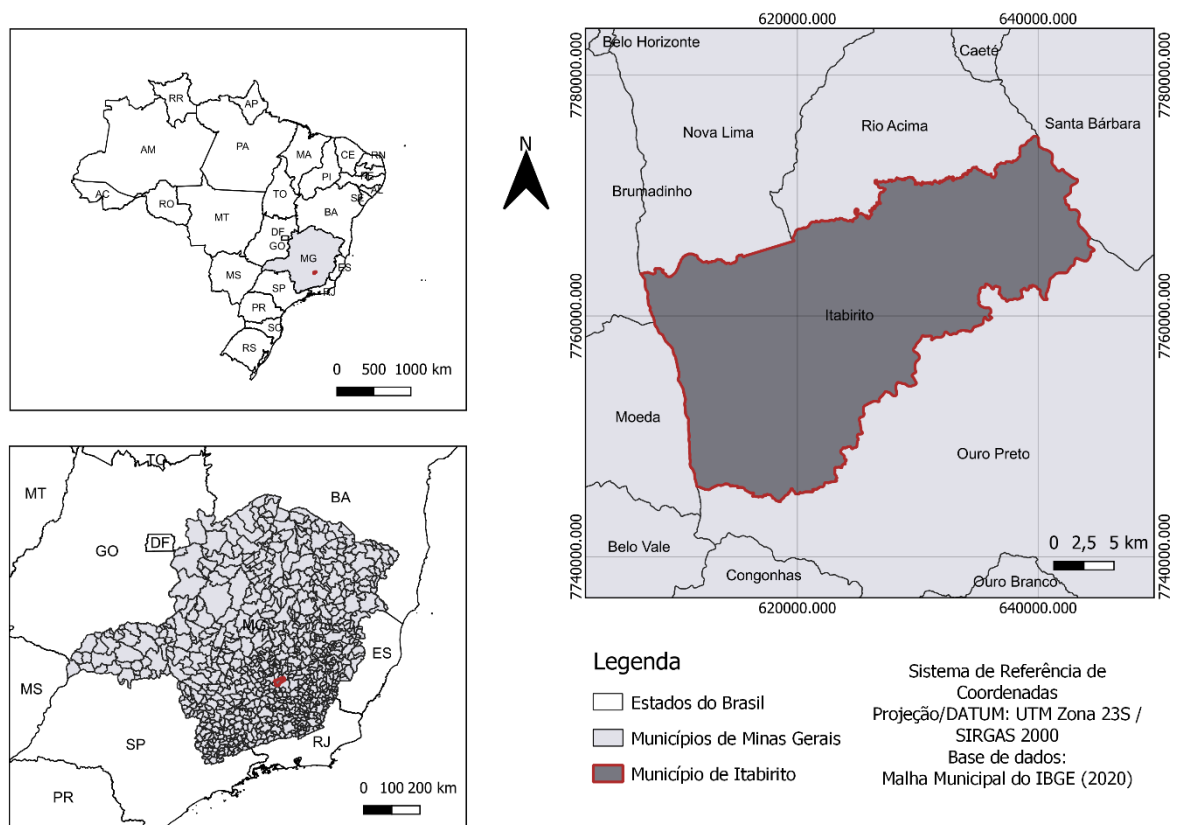 RR
AP
AM
PA
MA
CE
RN
PI
AC
TO
RO
SE
BA
MT
DF
GO
MG
ES
MS
SP
RJ
PR
SC
RS
0 500 1000 km
N
620000.000 640000.000
Belo Horizonte
Caeté
7780000.000 7780000.000
Nova Lima
Rio Acima
Santa Bárbara
Brumadinho
Itabirito
7760000.000 7760000.000
Moeda
Ouro Preto
Belo Vale
0 2,5 5 km
7740000.000 7740000.000
Congonhas
Ouro Branco
620000.000 640000.000
TO
MT
BA
DF
GO
MG
ES
MS
SP
RJ
PR
0 100 200 km
Legenda
Estados do Brasil
Municípios de Minas Gerais
Município de Itabirito
Sistema de Referência de
Coordenadas
Projeção/DATUM: UTM Zona 23S /
SIRGAS 2000
Base de dados:
Malha Municipal do IBGE (2020)